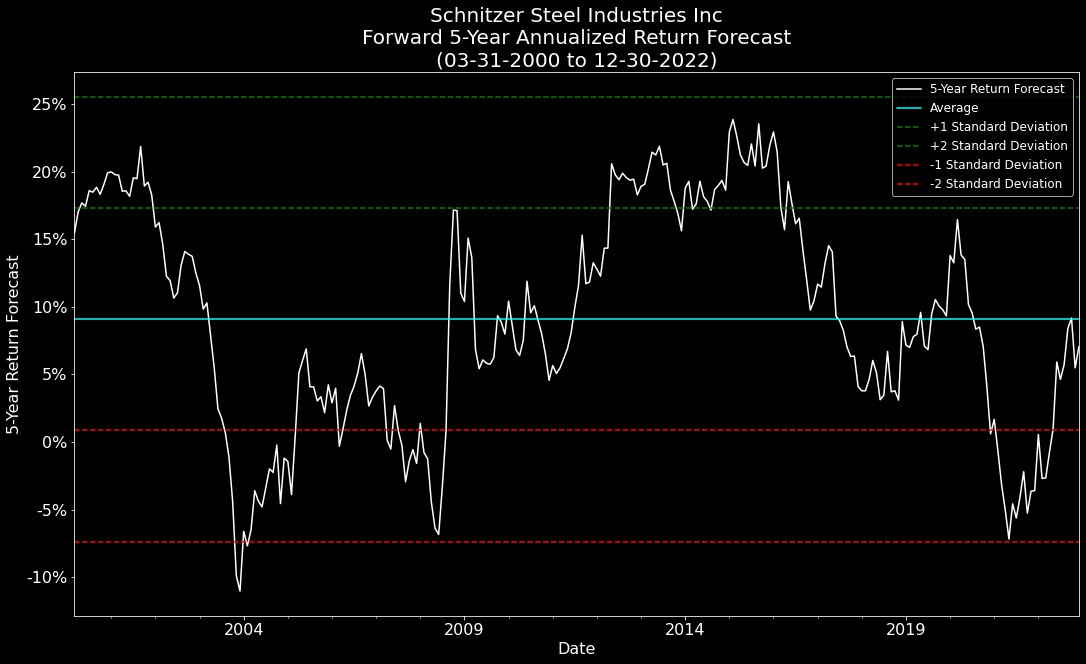 Schnitzer Steel Industries Inc
Forward 5-Year Annualized Return Forecast
(03-31-2000 to 12-30-2022)
5-Year Return Forecast
Average
+1 Standard Deviation
+2 Standard Deviation
-1 Standard Deviation
-2 Standard Deviation
25%
20%
15%
10%
5%
0%
-5%
-10%
5-Year Return Forecast
2004
2009
2014
2019
Date